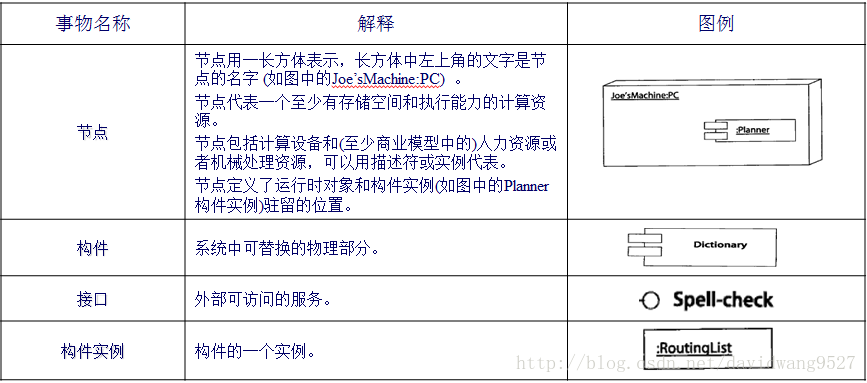 事物名称 解释 图例
节点
节点用一长方体表示，长方体中左上角的文字是节
点的名字 (如图中的Joe'sMachine:PC) 。
节点代表一个至少有存储空间和执行能力的计算资
源。
节点包括计算设备和(至少商业模型中的)人力资源或
者机械处理资源，可以用描述符或实例代表。
节点定义了运行时对象和构件实例(如图中的Planner
构件实例)驻留的位置。
Joe'sMachine:PC
:Planner
构件 系统中可替换的物理部分。 Dictionary
接口 外部可访问的服务。 Spell-check
构件实例 构件的一个实例。 :RoutingList
http://blog.csdn.net/davidwang9527